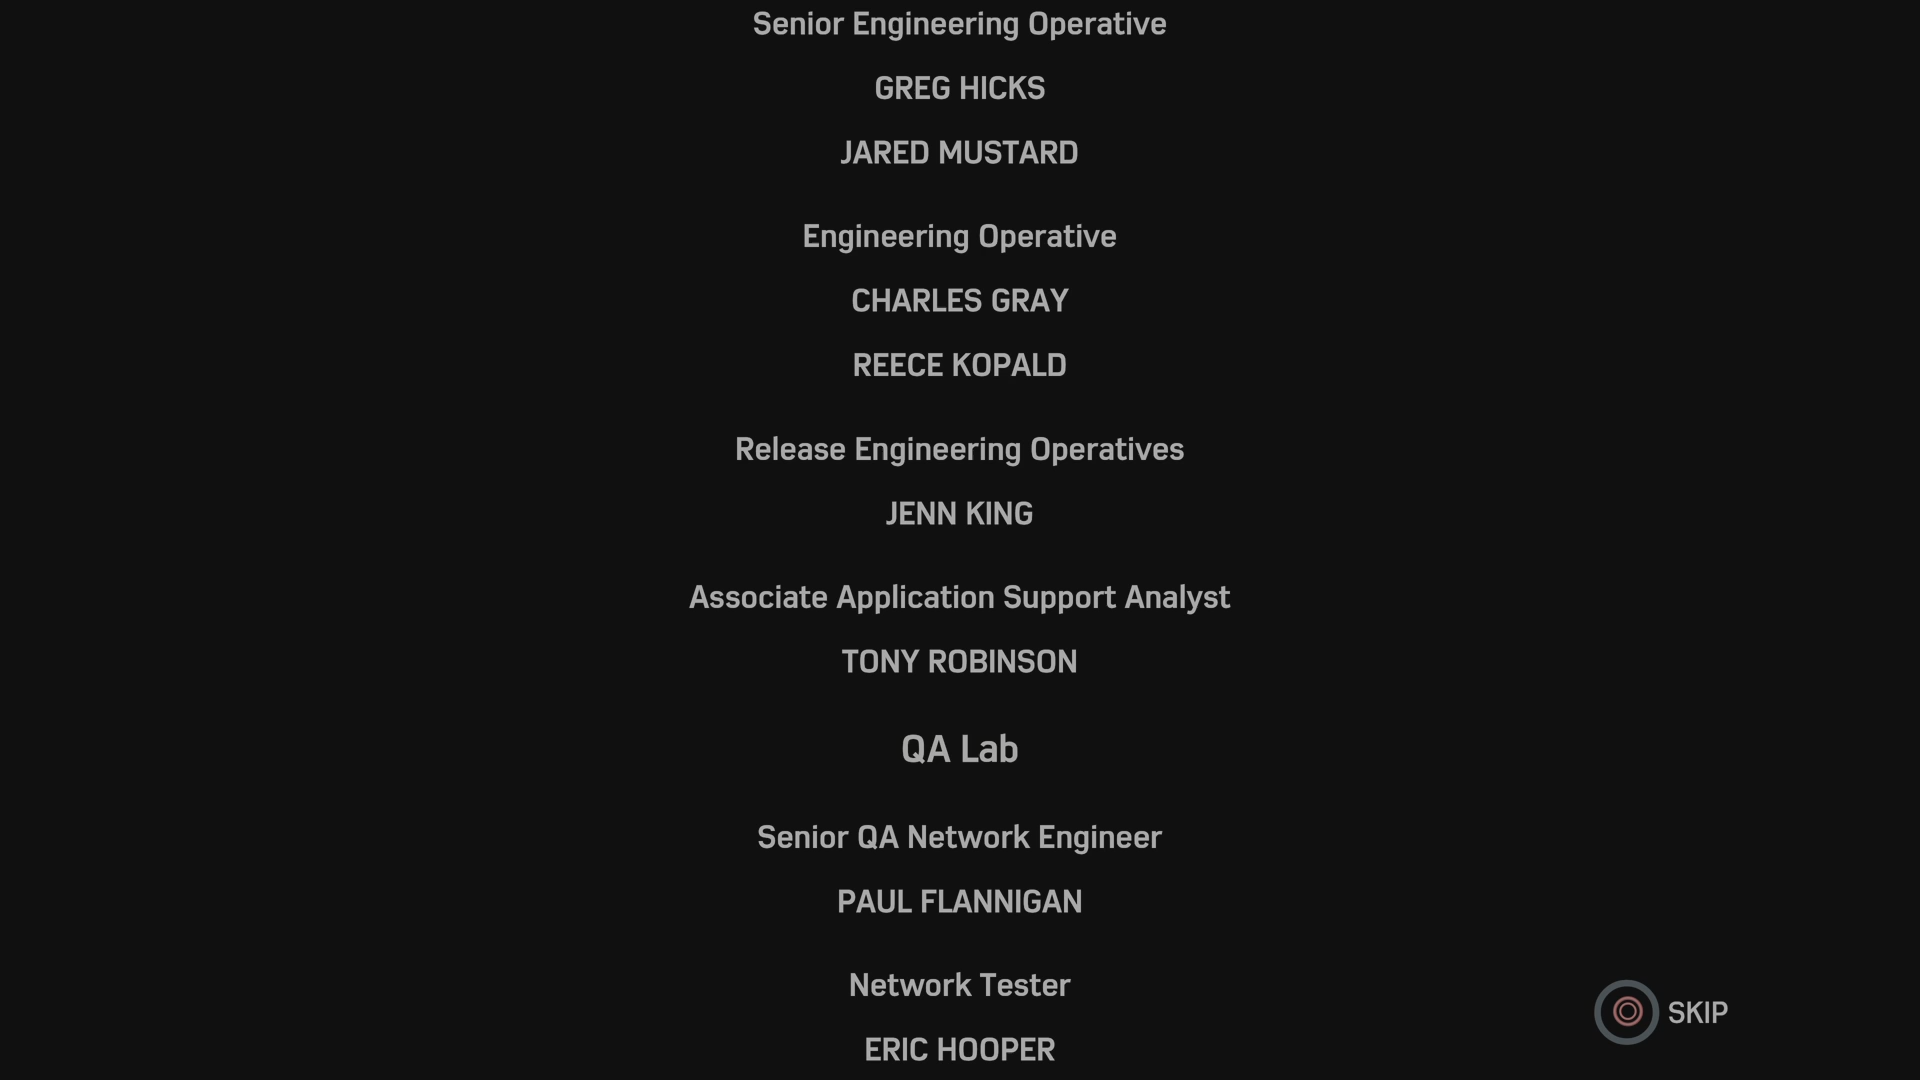 Senior Engineering Operative
GREG HICKS
JARED MUSTARD
Engineering Operative
CHARLES GRAY
REECE KOPALD
Release Engineering Operatives
JENN KING
Associate Application Support Analyst
TONY ROBINSON
QA Lab
Senior QA Network Engineer
PAUL FLANNIGAN
Network Tester
ERIC HOOPER
SKIP